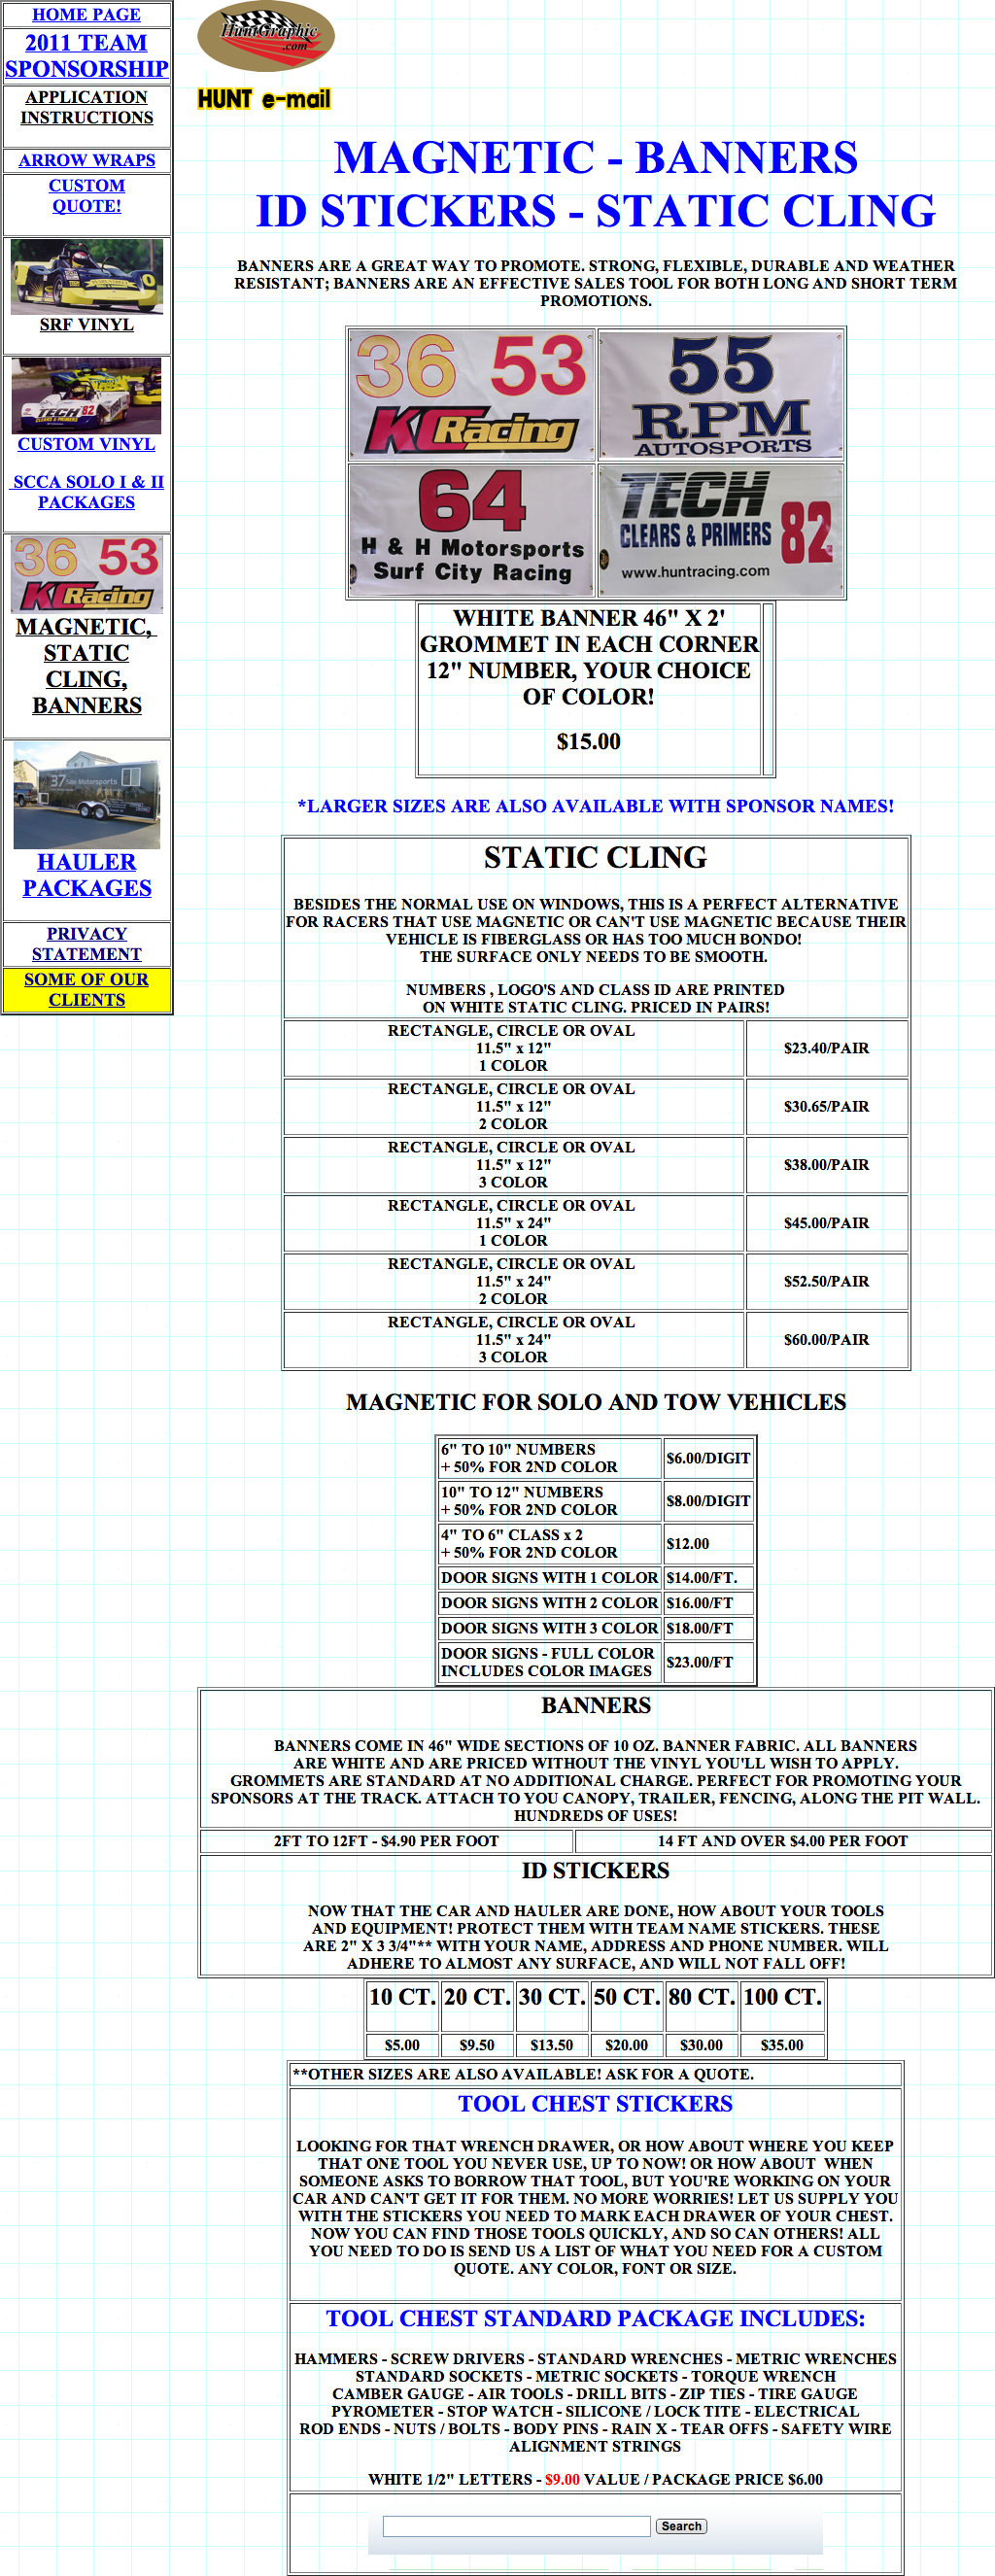 HOME PAGE
2011 TEAM
SPONSORSHIP
APPLICATION
INSTRUCTIONS
ARROW WRAPS
CUSTOM
QUOTE!
SRF VINYL
TECH 82
CLEARS & PRIMERS
CUSTOM VINYL
SCCA SOLO I & II
PACKAGES
36 53
KC Racing
MAGNETIC,
STATIC
CLING,
BANNERS
37 Motorsports
HAULER
PACKAGES
PRIVACY
STATEMENT
SOME OF OUR
CLIENTS
HuntGraphic
.com
HUNT e-mail
MAGNETIC - BANNERS
ID STICKERS - STATIC CLING
BANNERS ARE A GREAT WAY TO PROMOTE. STRONG, FLEXIBLE, DURABLE AND WEATHER
RESISTANT; BANNERS ARE AN EFFECTIVE SALES TOOL FOR BOTH LONG AND SHORT TERM
PROMOTIONS.
36 53
KC Racing
55
RPM
AUTOSPORTS
64
H & H Motorsports
Surf City Racing
TECH
CLEARS & PRIMERS 82
www.huntracing.com
WHITE BANNER 46" X 2'
GROMMET IN EACH CORNER
12" NUMBER, YOUR CHOICE
OF COLOR!
$15.00
*LARGER SIZES ARE ALSO AVAILABLE WITH SPONSOR NAMES!
STATIC CLING
BESIDES THE NORMAL USE ON WINDOWS, THIS IS A PERFECT ALTERNATIVE
FOR RACERS THAT USE MAGNETIC OR CAN'T USE MAGNETIC BECAUSE THEIR
VEHICLE IS FIBERGLASS OR HAS TOO MUCH BONDO!
THE SURFACE ONLY NEEDS TO BE SMOOTH.
NUMBERS , LOGO'S AND CLASS ID ARE PRINTED
ON WHITE STATIC CLING. PRICED IN PAIRS!
RECTANGLE, CIRCLE OR OVAL
11.5" x 12"
1 COLOR
$23.40/PAIR
RECTANGLE, CIRCLE OR OVAL
11.5" x 12"
2 COLOR
$30.65/PAIR
RECTANGLE, CIRCLE OR OVAL
11.5" x 12"
3 COLOR
$38.00/PAIR
RECTANGLE, CIRCLE OR OVAL
11.5" x 24"
1 COLOR
$45.00/PAIR
RECTANGLE, CIRCLE OR OVAL
11.5" x 24"
2 COLOR
$52.50/PAIR
RECTANGLE, CIRCLE OR OVAL
11.5" x 24"
3 COLOR
$60.00/PAIR
MAGNETIC FOR SOLO AND TOW VEHICLES
6" TO 10" NUMBERS
+ 50% FOR 2ND COLOR
$6.00/DIGIT
10" TO 12" NUMBERS
+ 50% FOR 2ND COLOR
$8.00/DIGIT
4" TO 6" CLASS x 2
+ 50% FOR 2ND COLOR
$12.00
DOOR SIGNS WITH 1 COLOR $14.00/FT.
DOOR SIGNS WITH 2 COLOR $16.00/FT
DOOR SIGNS WITH 3 COLOR $18.00/FT
DOOR SIGNS - FULL COLOR
INCLUDES COLOR IMAGES
$23.00/FT
BANNERS
BANNERS COME IN 46" WIDE SECTIONS OF 10 OZ. BANNER FABRIC. ALL BANNERS
ARE WHITE AND ARE PRICED WITHOUT THE VINYL YOU'LL WISH TO APPLY.
GROMMETS ARE STANDARD AT NO ADDITIONAL CHARGE. PERFECT FOR PROMOTING YOUR
SPONSORS AT THE TRACK. ATTACH TO YOU CANOPY, TRAILER, FENCING, ALONG THE PIT WALL.
HUNDREDS OF USES!
2FT TO 12FT - $4.90 PER FOOT 14 FT AND OVER $4.00 PER FOOT
ID STICKERS
NOW THAT THE CAR AND HAULER ARE DONE, HOW ABOUT YOUR TOOLS
AND EQUIPMENT! PROTECT THEM WITH TEAM NAME STICKERS. THESE
ARE 2" X 3 3/4"** WITH YOUR NAME, ADDRESS AND PHONE NUMBER. WILL
ADHERE TO ALMOST ANY SURFACE, AND WILL NOT FALL OFF!
10 CT. 20 CT. 30 CT. 50 CT. 80 CT. 100 CT.
$5.00 $9.50 $13.50 $20.00 $30.00 $35.00
**OTHER SIZES ARE ALSO AVAILABLE! ASK FOR A QUOTE.
TOOL CHEST STICKERS
LOOKING FOR THAT WRENCH DRAWER, OR HOW ABOUT WHERE YOU KEEP
THAT ONE TOOL YOU NEVER USE, UP TO NOW! OR HOW ABOUT WHEN
SOMEONE ASKS TO BORROW THAT TOOL, BUT YOU'RE WORKING ON YOUR
CAR AND CAN'T GET IT FOR THEM. NO MORE WORRIES! LET US SUPPLY YOU
WITH THE STICKERS YOU NEED TO MARK EACH DRAWER OF YOUR CHEST.
NOW YOU CAN FIND THOSE TOOLS QUICKLY, AND SO CAN OTHERS! ALL
YOU NEED TO DO IS SEND US A LIST OF WHAT YOU NEED FOR A CUSTOM
QUOTE. ANY COLOR, FONT OR SIZE.
TOOL CHEST STANDARD PACKAGE INCLUDES:
HAMMERS - SCREW DRIVERS - STANDARD WRENCHES - METRIC WRENCHES
STANDARD SOCKETS - METRIC SOCKETS - TORQUE WRENCH
CAMBER GAUGE - AIR TOOLS - DRILL BITS - ZIP TIES - TIRE GAUGE
PYROMETER - STOP WATCH - SILICONE / LOCK TITE - ELECTRICAL
ROD ENDS - NUTS / BOLTS - BODY PINS - RAIN X - TEAR OFFS - SAFETY WIRE
ALIGNMENT STRINGS
WHITE 1/2" LETTERS - $9.00 VALUE / PACKAGE PRICE $6.00
Search